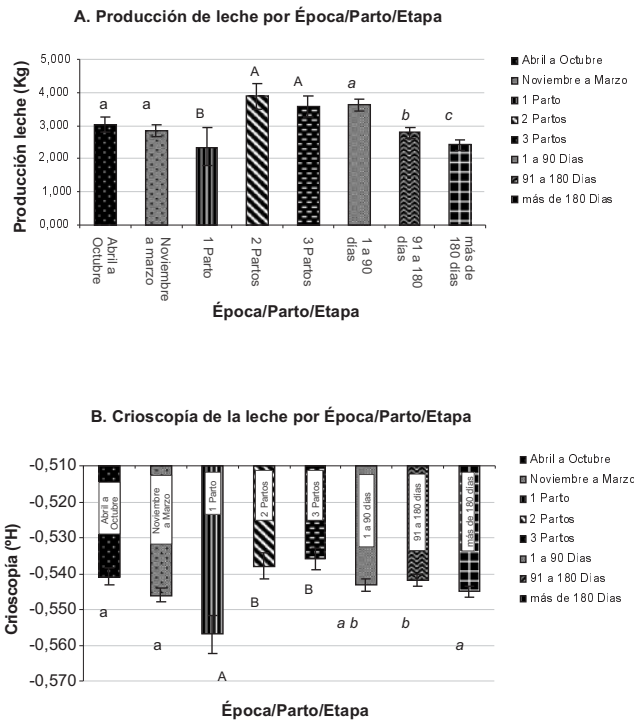 A. Producción de leche por Época/Parto/Etapa
5,000
4,000
3,000
2,000
1,000
0,000
Producción leche (Kg)
a
a
B
A
A
a
b
c
Abril a
Octubre
Noviembre
a marzo
1 Parto
2 Partos
3 Partos
1 a 90
días
91 a 180
días
más de
180 días
Época/Parto/Etapa
Abril a Octubre
Noviembre a Marzo
1 Parto
2 Partos
3 Partos
1 a 90 Dias
91 a 180 Dias
más de 180 Dias
B. Crioscopía de la leche por Época/Parto/Etapa
-0,510
-0,520
-0,530
-0,540
-0,550
-0,560
-0,570
Crioscopía (ºH)
Abril a
Octubre
Noviembre
a Marzo
1 Parto
2 Partos
3 Partos
1 a 90 días
91 a 180 días
más de 180 días
a
a
A
B
B
a b
b
a
Época/Parto/Etapa
Abril a Octubre
Noviembre a Marzo
1 Parto
2 Partos
3 Partos
1 a 90 Dias
91 a 180 Dias
más de 180 Dias